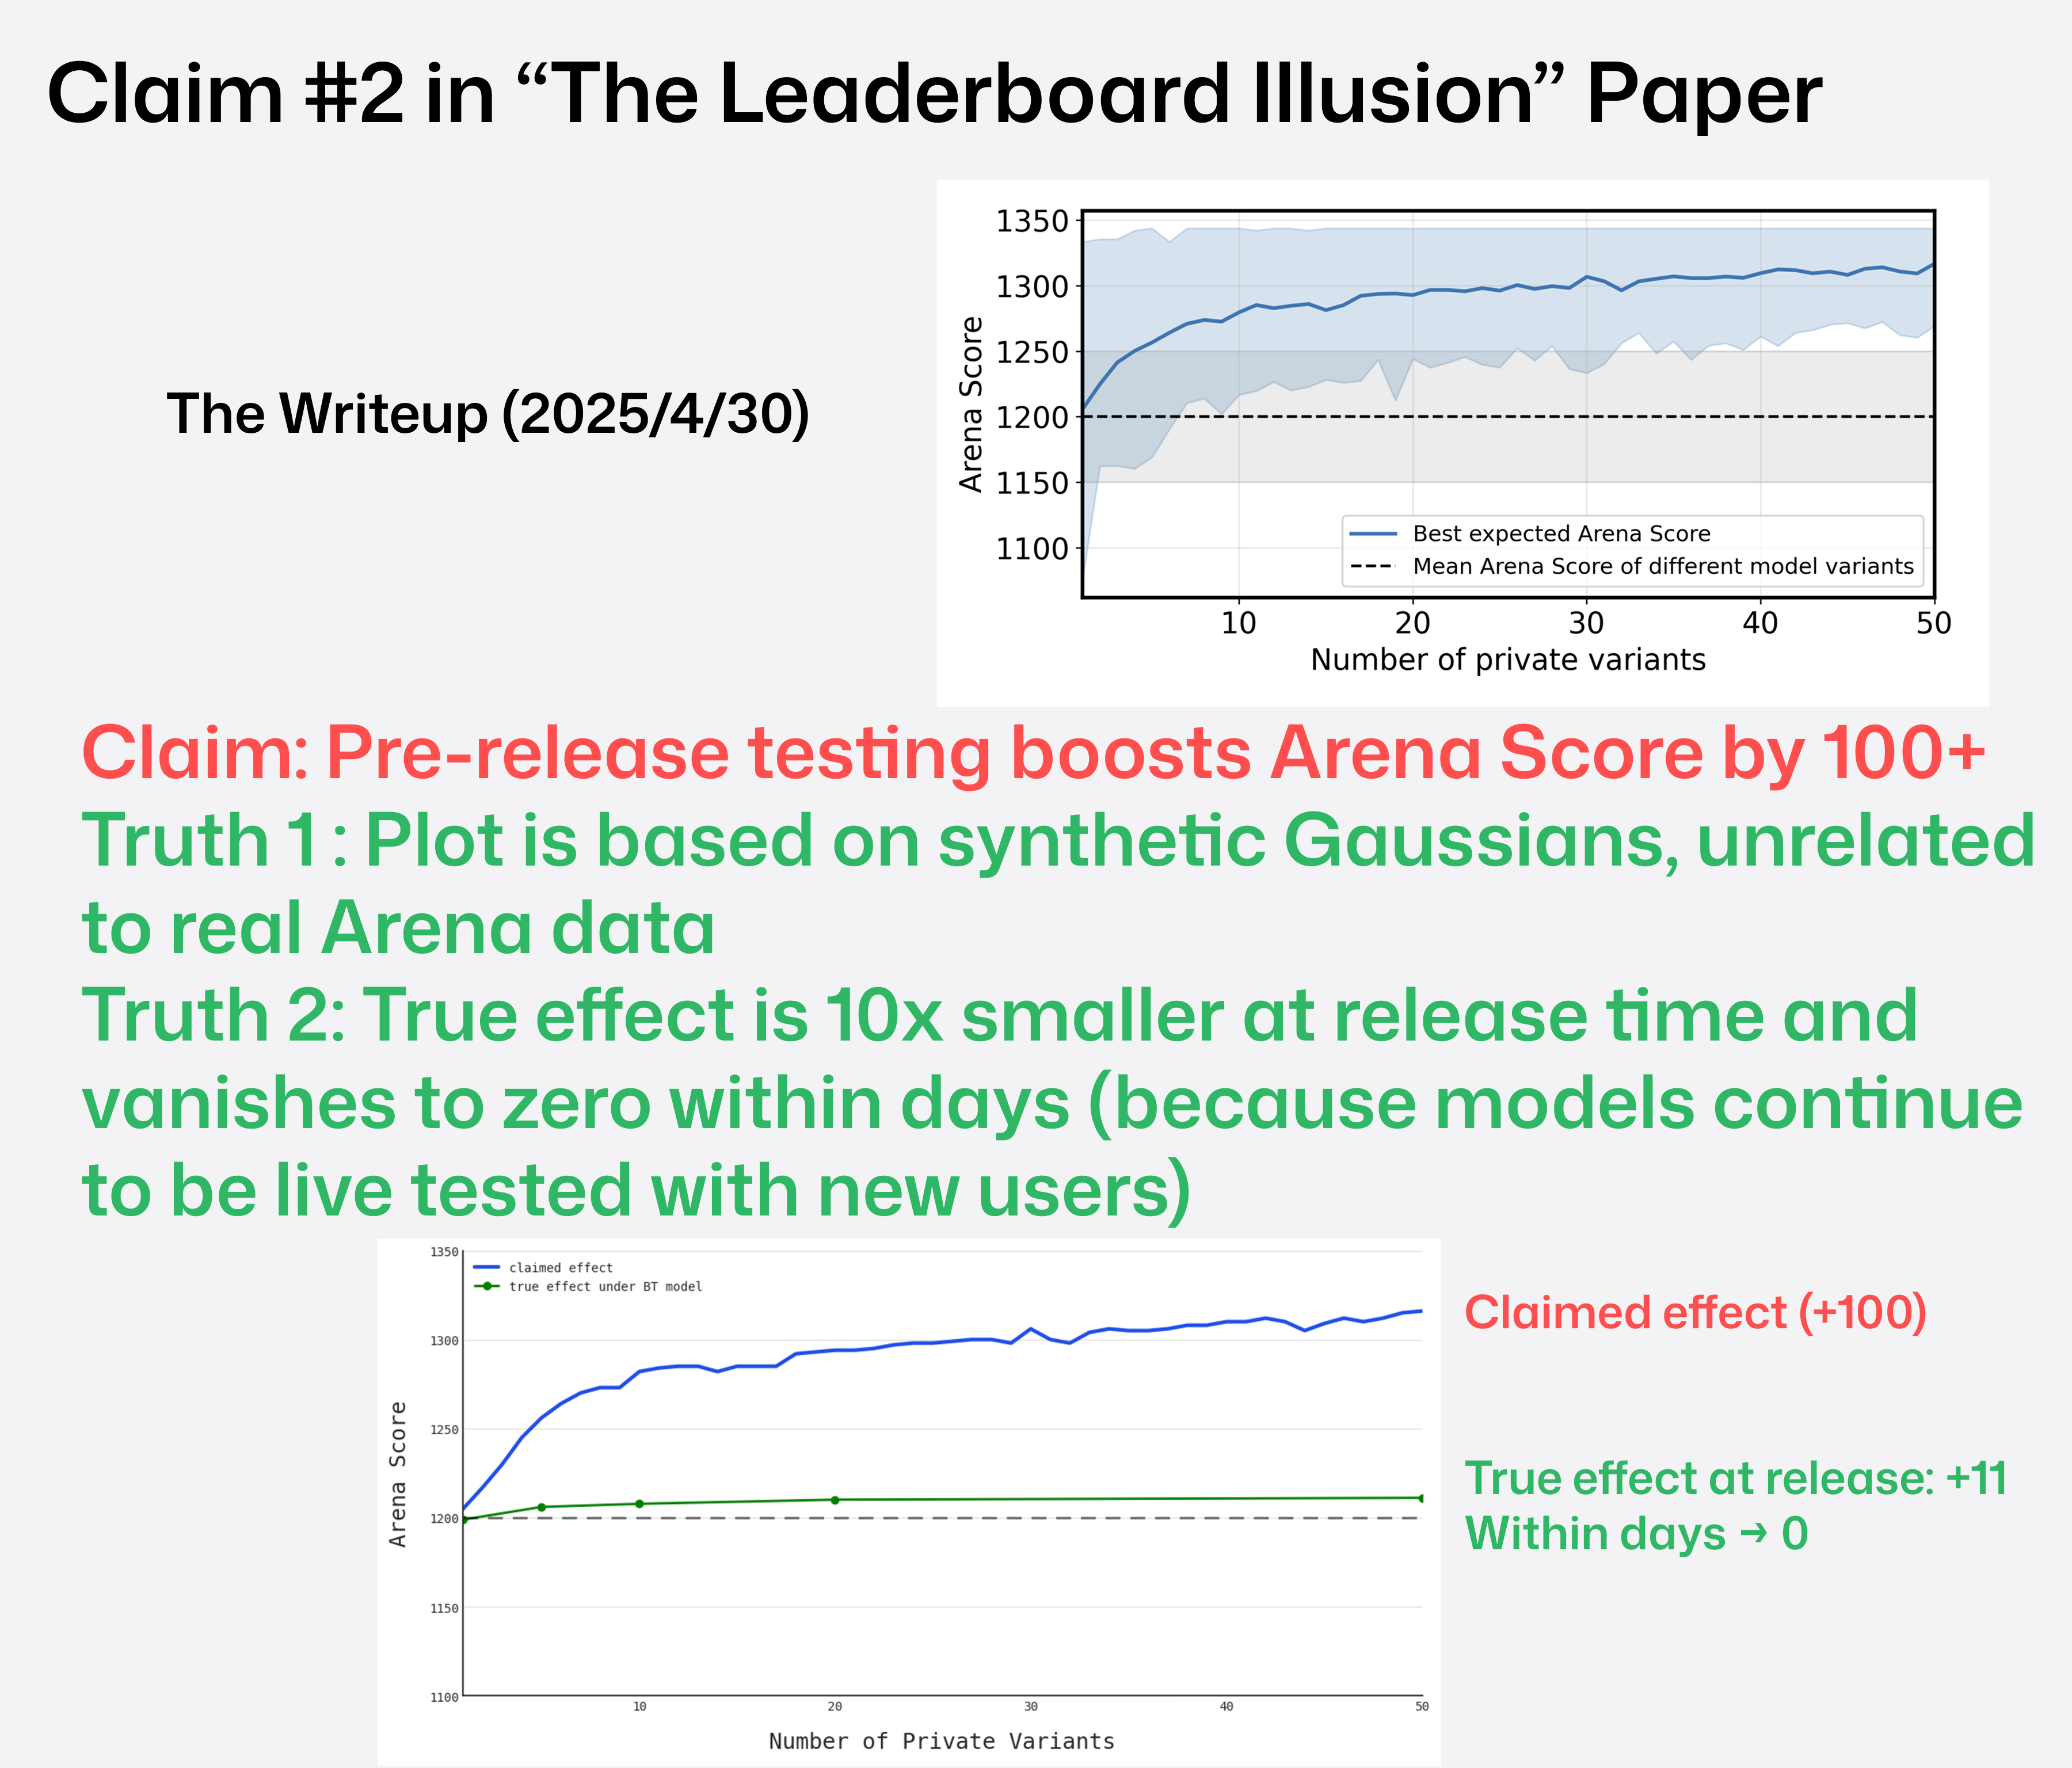 Claim #2 in “The Leaderboard Illusion” Paper
The Writeup (2025/4/30)
1350
1300
1250
1200
1150
1100
Arena Score
Best expected Arena Score
Mean Arena Score of different model variants
10 20 30 40 50
Number of private variants
Claim: Pre-release testing boosts Arena Score by 100+
Truth 1: Plot is based on synthetic Gaussians, unrelated
to real Arena data
Truth 2: True effect is 10x smaller at release time and
vanishes to zero within days (because models continue
to be live tested with new users)
1350
1300
1250
1200
1150
1100
Arena Score
claimed effect
true effect under BT model
10 20 30 40 50
Number of Private Variants
Claimed effect (+100)
True effect at release: +11
Within days → 0